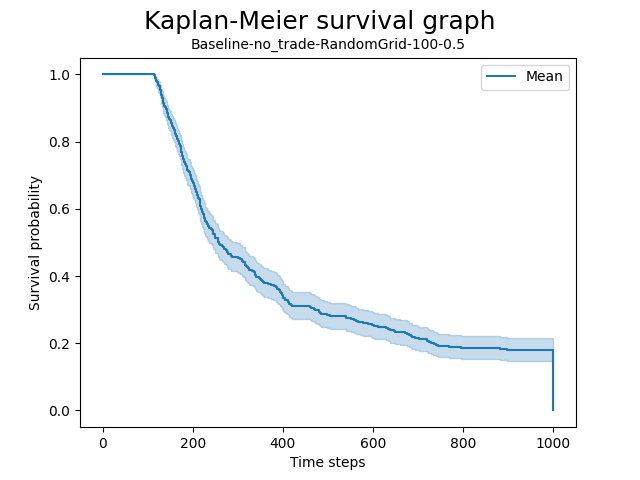 Kaplan-Meier survival graph
Baseline-no_trade-RandomGrid-100-0.5
Mean
1.0
0.8
0.6
0.4
0.2
0.0
Survival probability
0 200 400 600 800 1000
Time steps